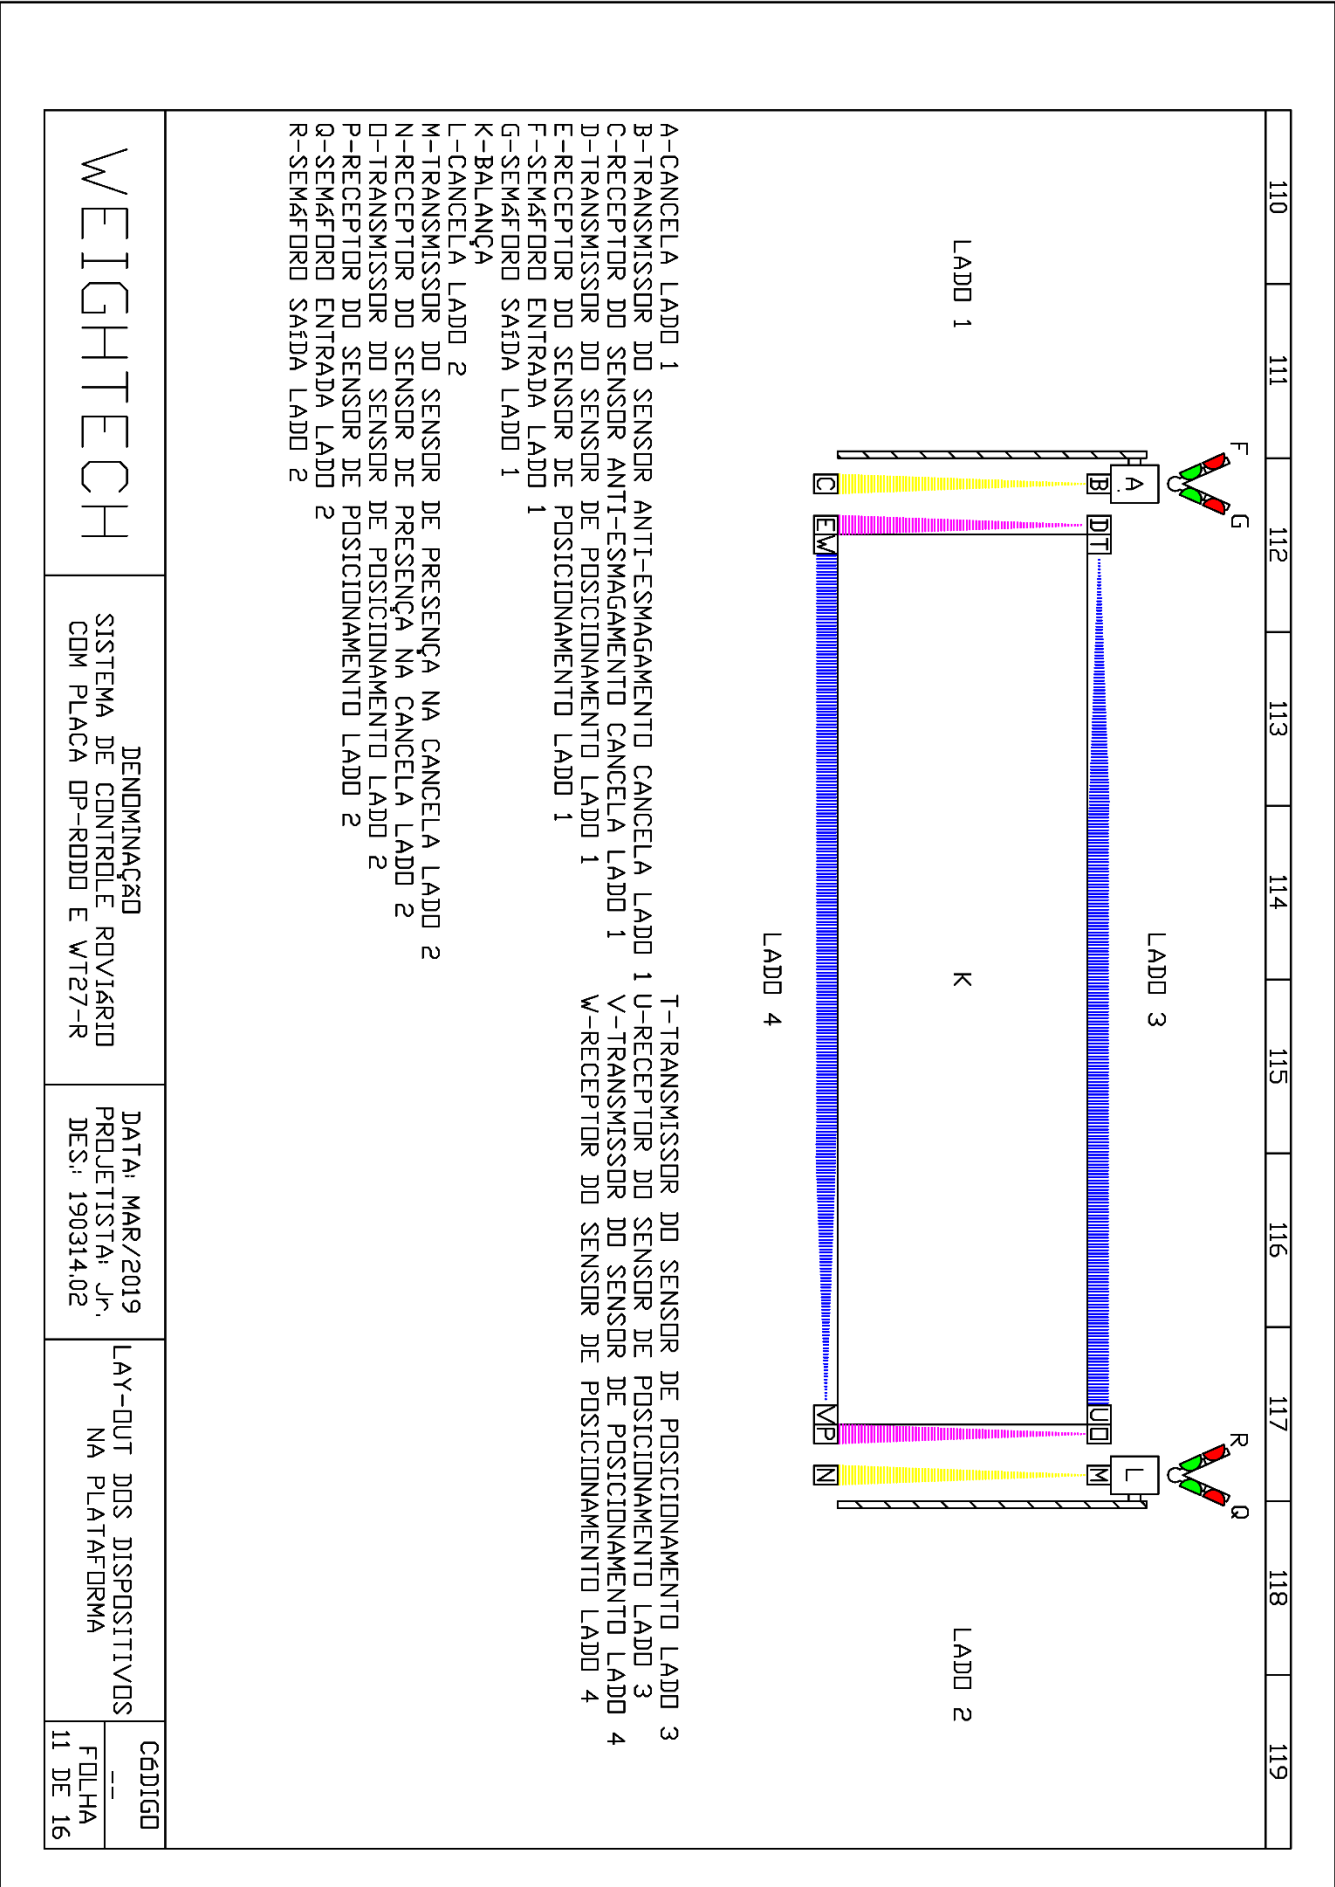 110 111 112 113 114 115 116 117 118 119
F G R Q
A L
B D T U O M
LADO 3
LADO 1 K LADO 2
C E W V P N
LADO 4
A-CANCELA LADO 1
B-TRANSMISSOR DO SENSOR ANTI-ESMAGAMENTO CANCELA LADO 1
C-RECEPTOR DO SENSOR ANTI-ESMAGAMENTO CANCELA LADO 1
D-TRANSMISSOR DO SENSOR DE POSICIONAMENTO LADO 1
E-RECEPTOR DO SENSOR DE POSICIONAMENTO LADO 1
F-SEMÁFORO ENTRADA LADO 1
G-SEMÁFORO SAÍDA LADO 1
K-BALANÇA
L-CANCELA LADO 2
M-TRANSMISSOR DO SENSOR DE PRESENÇA NA CANCELA LADO 2
N-RECEPTOR DO SENSOR DE PRESENÇA NA CANCELA LADO 2
O-TRANSMISSOR DO SENSOR DE POSICIONAMENTO LADO 2
P-RECEPTOR DO SENSOR DE POSICIONAMENTO LADO 2
Q-SEMÁFORO ENTRADA LADO 2
R-SEMÁFORO SAÍDA LADO 2
T-TRANSMISSOR DO SENSOR DE POSICIONAMENTO LADO 3
U-RECEPTOR DO SENSOR DE POSICIONAMENTO LADO 3
V-TRANSMISSOR DO SENSOR DE POSICIONAMENTO LADO 4
W-RECEPTOR DO SENSOR DE POSICIONAMENTO LADO 4
WEIGHTECH
DENOMINAÇÃO
SISTEMA DE CONTROLE ROVIÁRIO
COM PLACA OP-RODO E WT27-R
DATA: MAR/2019
PROJETISTA: Jr.
DES.: 190314.02
LAY-OUT DOS DISPOSITIVOS
NA PLATAFORMA
CÓDIGO
--
FOLHA
11 DE 16